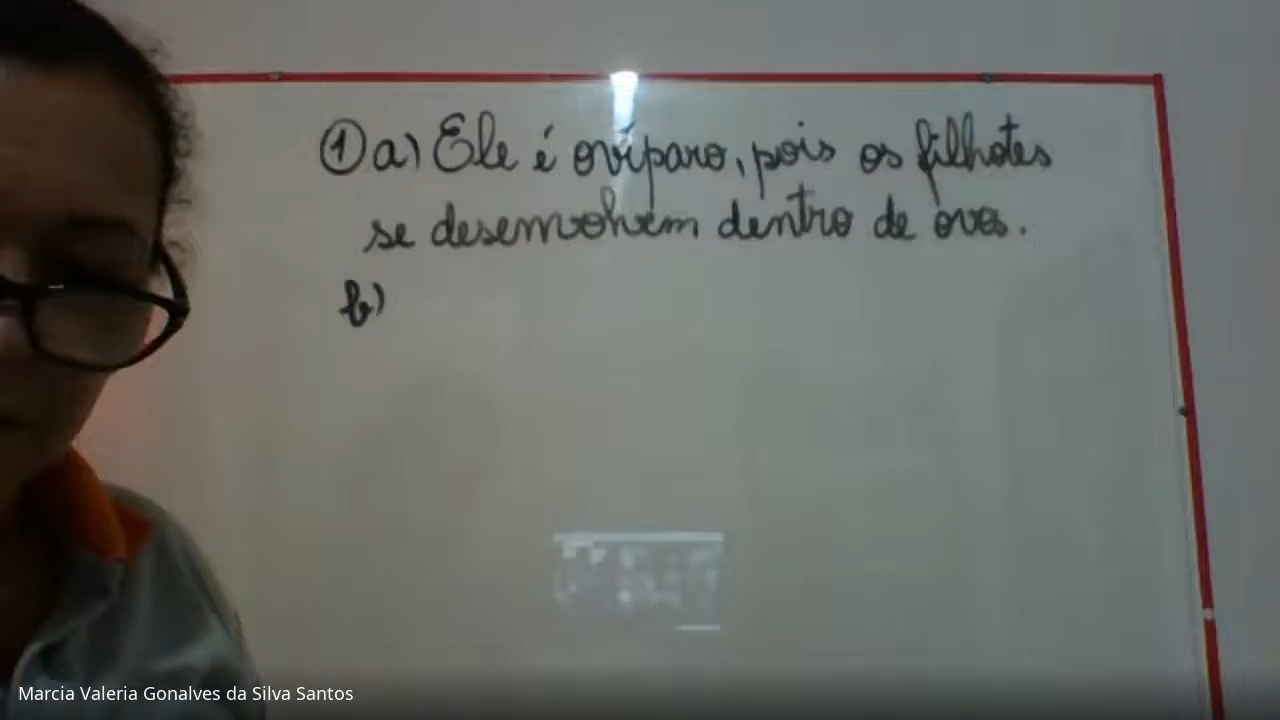 ① a) Ele é ovíparo, pois os filhotes
se desenvolvem dentro de ovos.
b)
Marcia Valeria Gonalves da Silva Santos